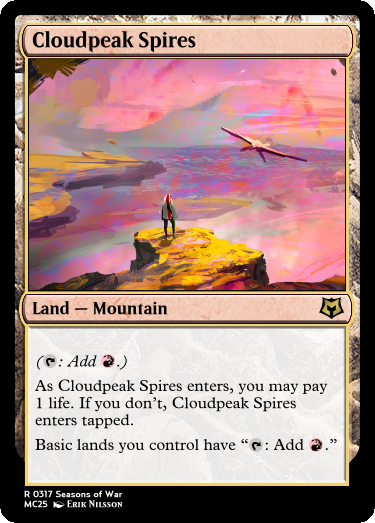 Cloudpeak Spires
Land — Mountain
(: Add .)
As Cloudpeak Spires enters, you may pay
1 life. If you don't, Cloudpeak Spires
enters tapped.
Basic lands you control have “: Add .”
R 0317 Seasons of War
MC25 Erik Nilsson